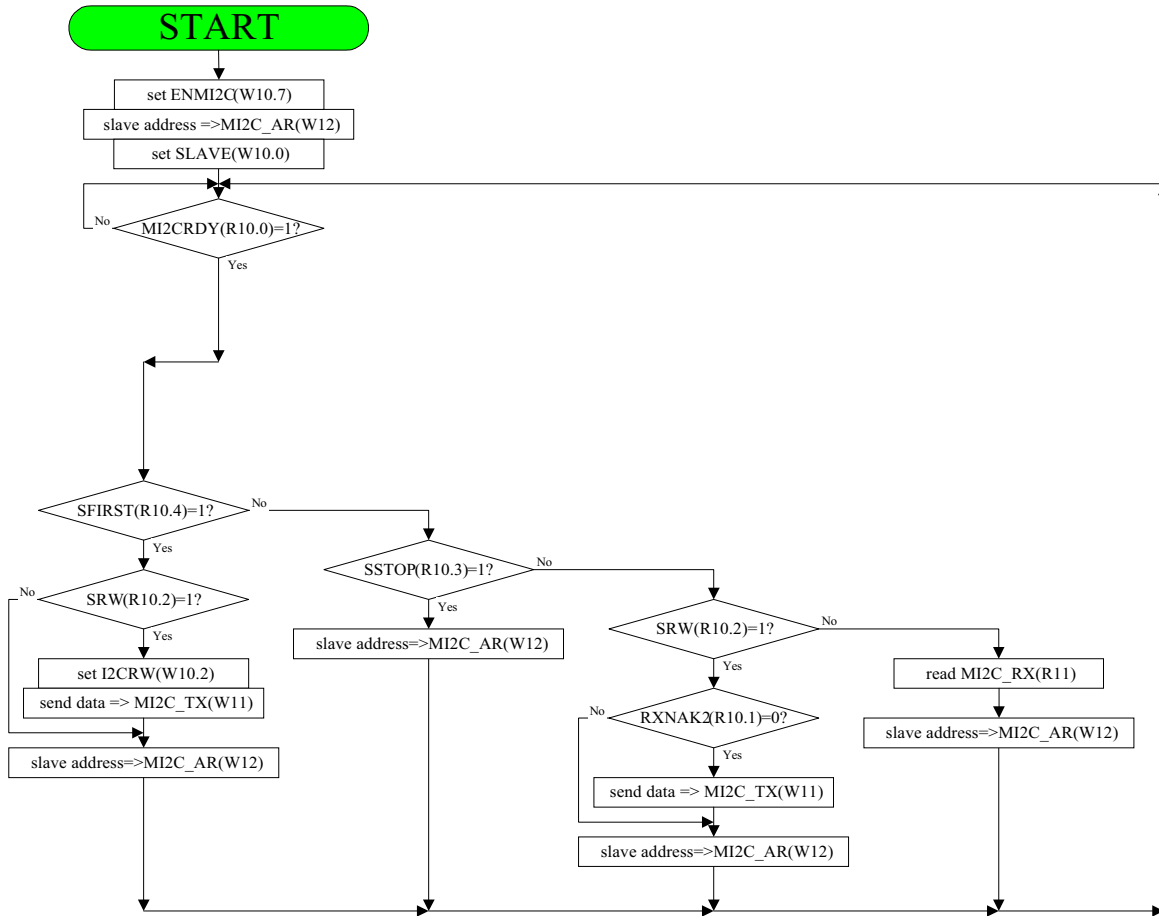 START
set ENMI2C(W10.7)
slave address =>MI2C_AR(W12)
set SLAVE(W10.0)
No
MI2CRDY(R10.0)=1?
Yes
SFIRST(R10.4)=1?
No
Yes
SSTOP(R10.3)=1?
No
Yes
No
SRW(R10.2)=1?
Yes
slave address=>MI2C_AR(W12)
SRW(R10.2)=1?
No
Yes
set I2CRW(W10.2)
send data => MI2C_TX(W11)
read MI2C_RX(R11)
No
RXNAK2(R10.1)=0?
Yes
slave address=>MI2C_AR(W12)
slave address=>MI2C_AR(W12)
send data => MI2C_TX(W11)
slave address=>MI2C_AR(W12)